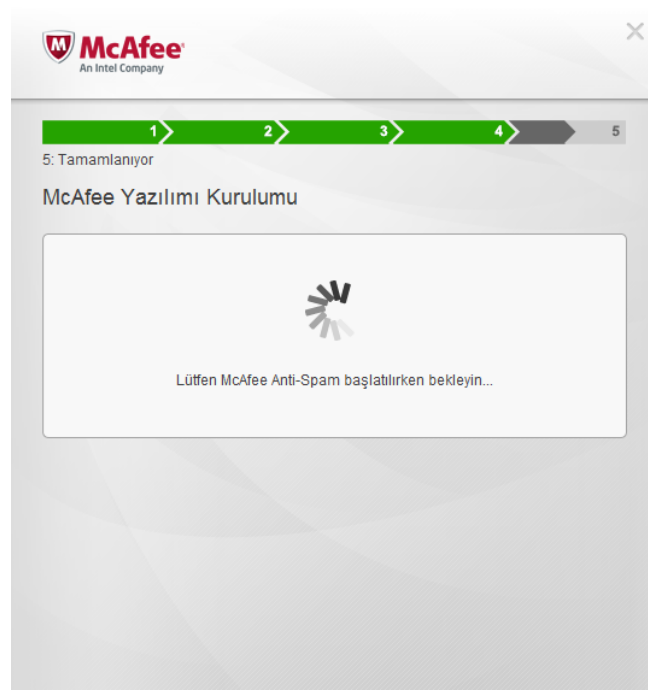 McAfee
An Intel Company
1 2 3 4 5
5: Tamamlanıyor
McAfee Yazılımı Kurulumu
Lütfen McAfee Anti-Spam başlatılırken bekleyin...